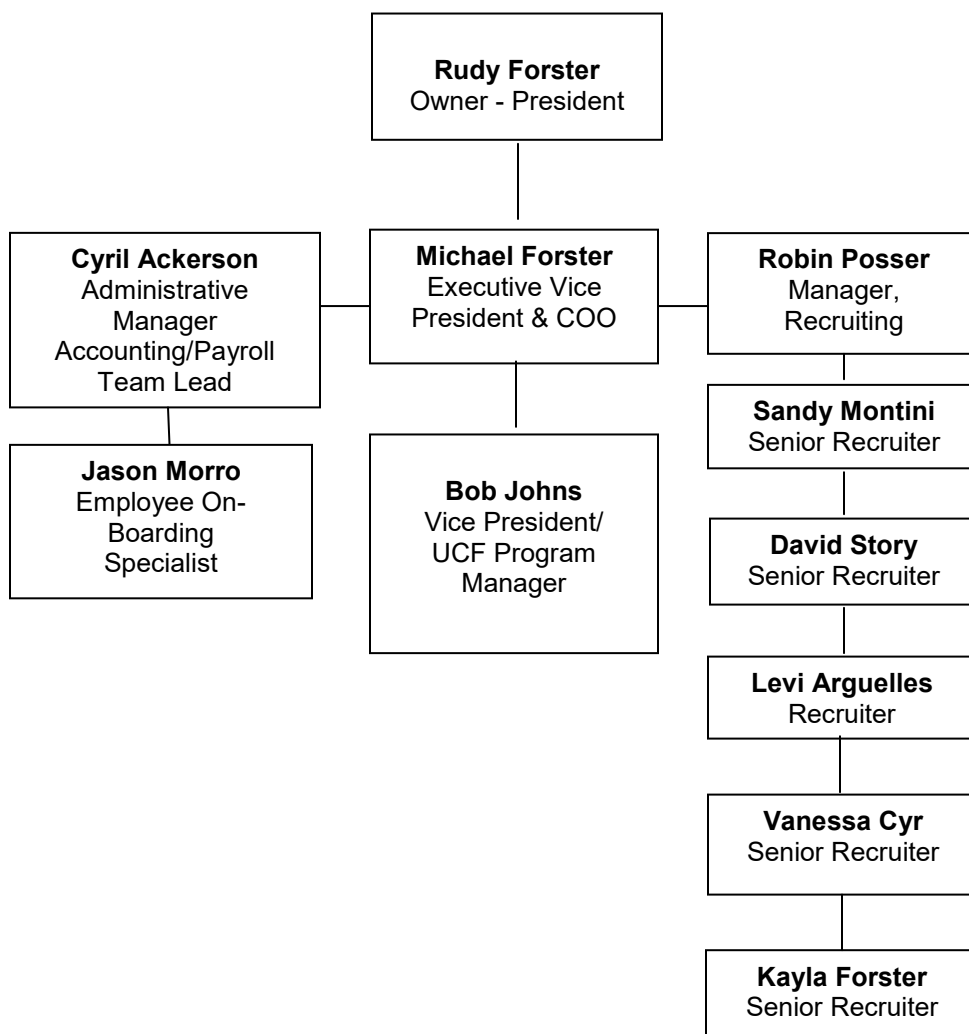 Rudy Forster
Owner - President
Cyril Ackerson
Administrative
Manager
Accounting/Payroll
Team Lead
Michael Forster
Executive Vice
President & COO
Robin Posser
Manager,
Recruiting
Sandy Montini
Senior Recruiter
Jason Morro
Employee On-
Boarding
Specialist
Bob Johns
Vice President/
UCF Program
Manager
David Story
Senior Recruiter
Levi Arguelles
Recruiter
Vanessa Cyr
Senior Recruiter
Kayla Forster
Senior Recruiter